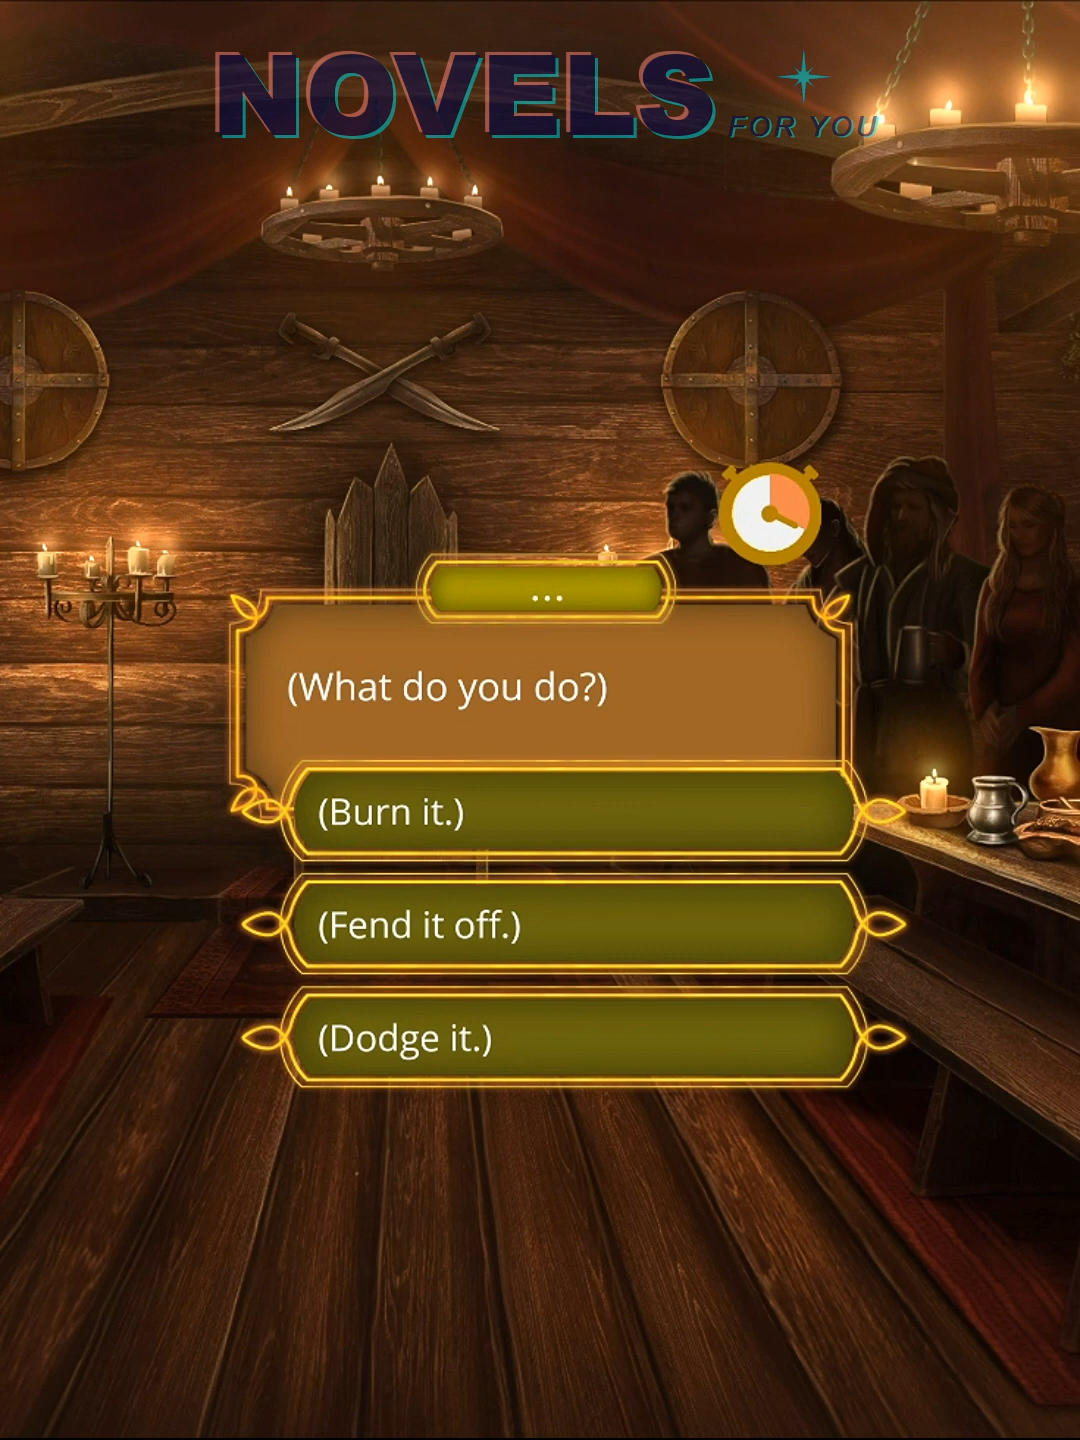 NOVELS
FOR YOU
...
(What do you do?)
(Burn it.)
(Fend it off.)
(Dodge it.)